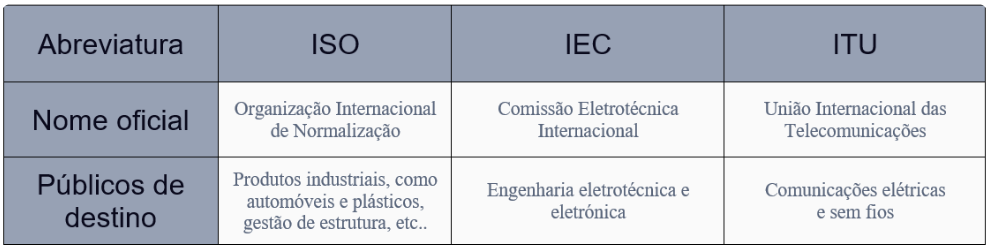 Abreviatura
ISO
IEC
ITU
Nome oficial
Organização Internacional
de Normalização
Comissão Eletrotécnica
Internacional
União Internacional das
Telecomunicações
Públicos de
destino
Produtos industriais, como
automóveis e plásticos,
gestão de estrutura, etc..
Engenharia eletrotécnica e
eletrónica
Comunicações elétricas
e sem fios